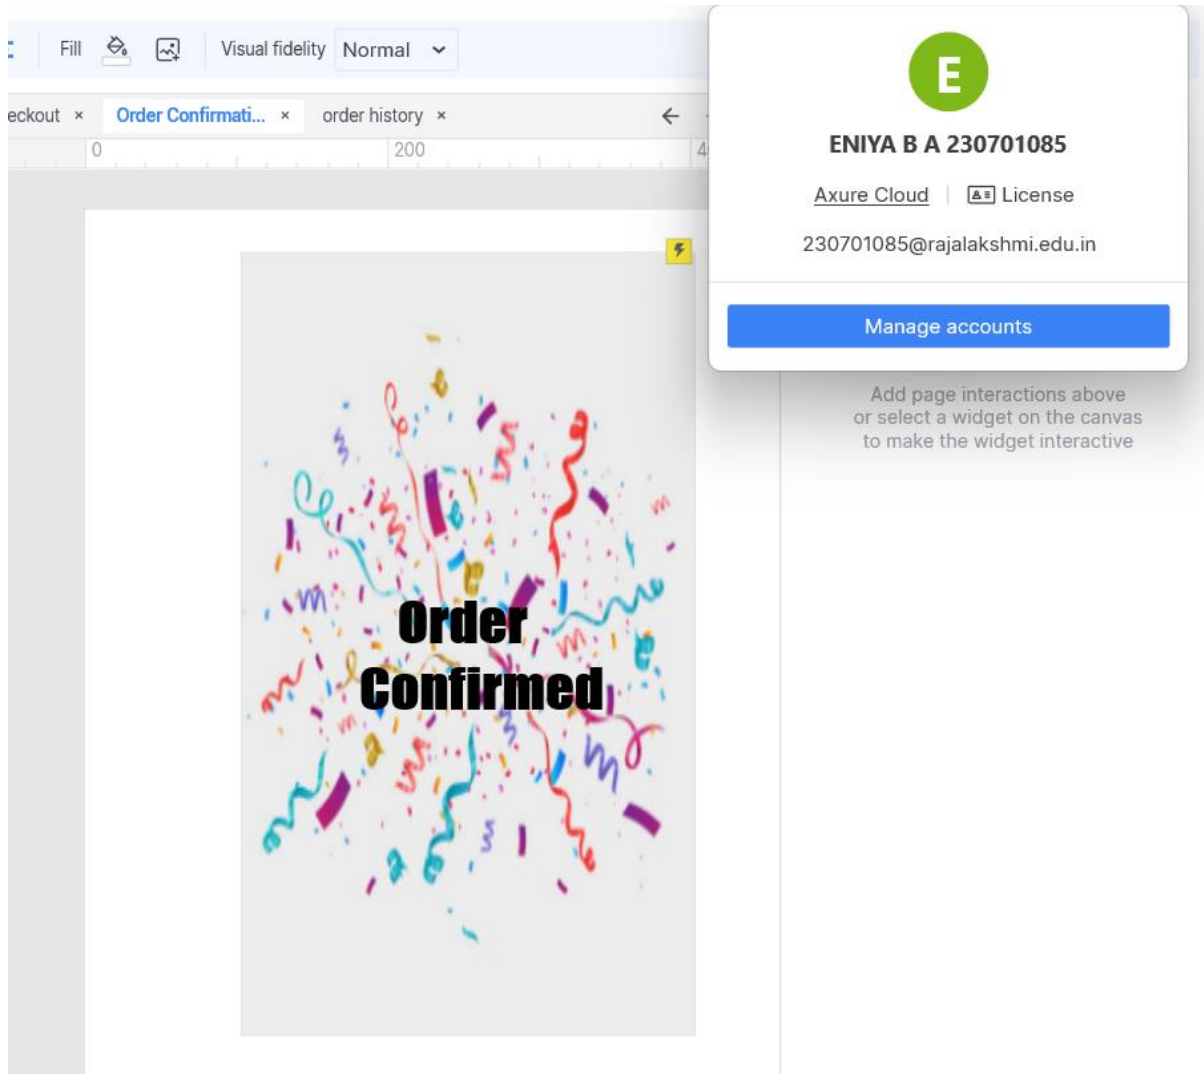 Fill Visual fidelity Normal
eckout × Order Confirmati... × order history ×
0 200 4
E
ENIYA B A 230701085
Axure Cloud License
230701085@rajalakshmi.edu.in
Manage accounts
Add page interactions above
or select a widget on the canvas
to make the widget interactive
Order
Confirmed